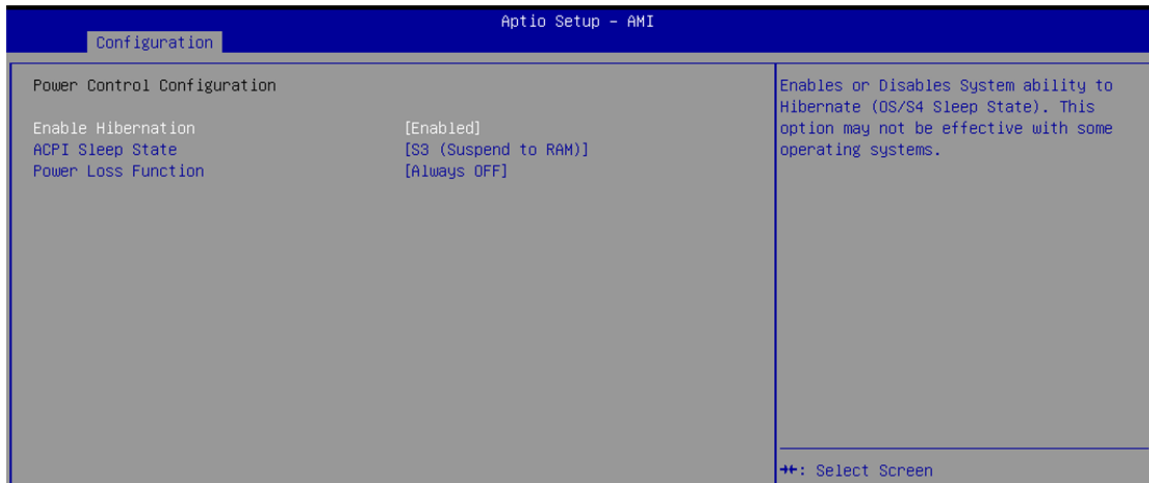 Aptio Setup – AMI
Configuration
Power Control Configuration
Enable Hibernation [Enabled]
ACPI Sleep State [S3 (Suspend to RAM)]
Power Loss Function [Always OFF]
Enables or Disables System ability to
Hibernate (OS/S4 Sleep State). This
option may not be effective with some
operating systems.
→←: Select Screen